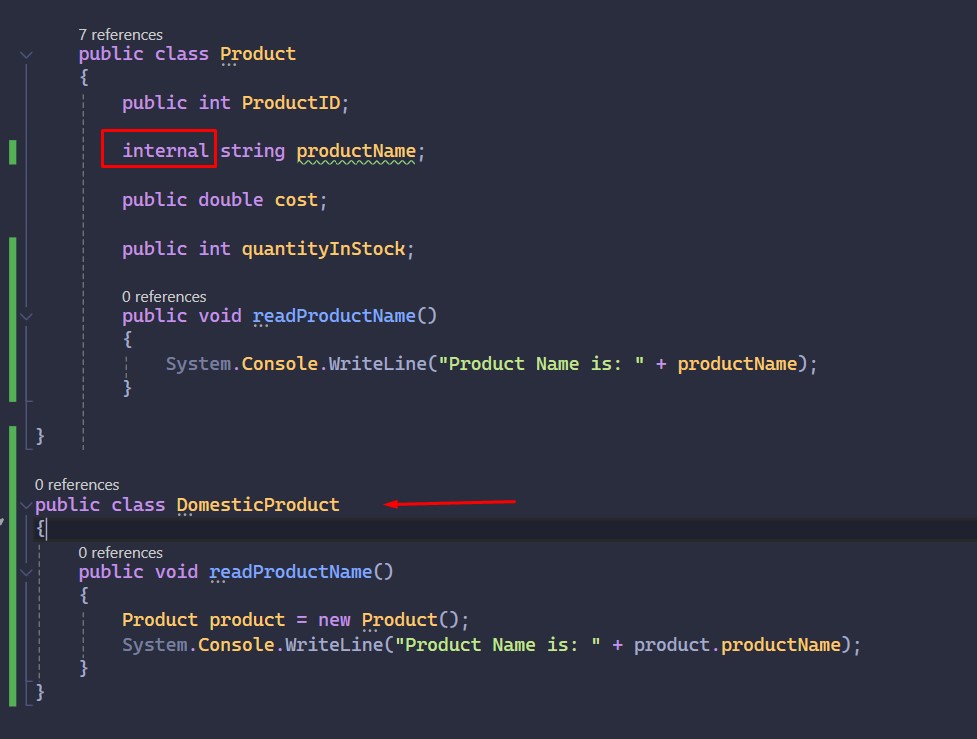 7 references
public class Product
{
public int ProductID;
internal string productName;
public double cost;
public int quantityInStock;
0 references
public void readProductName()
{
System.Console.WriteLine("Product Name is: " + productName);
}
}
0 references
public class DomesticProduct
{
0 references
public void readProductName()
{
Product product = new Product();
System.Console.WriteLine("Product Name is: " + product.productName);
}
}